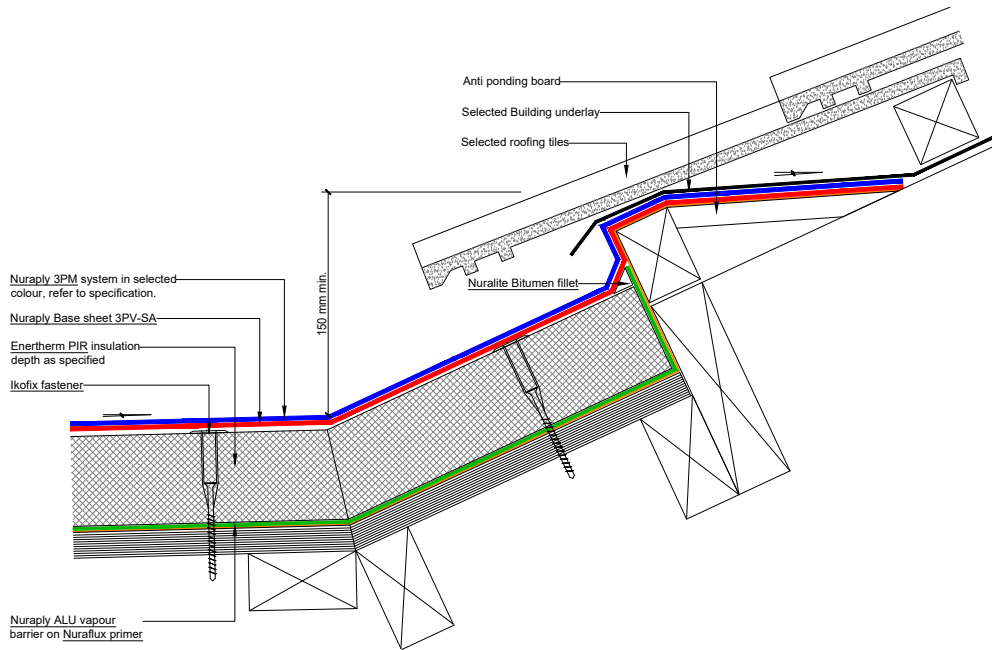 Anti ponding board
Selected Building underlay
Selected roofing tiles
150 mm min.
Nuralite Bitumen fillet
Nuraply 3PM system in selected
colour, refer to specification.
Nuraply Base sheet 3PV-SA
Enertherm PIR insulation
depth as specified
Ikofix fastener
Nuraply ALU vapour
barrier on Nuraflux primer